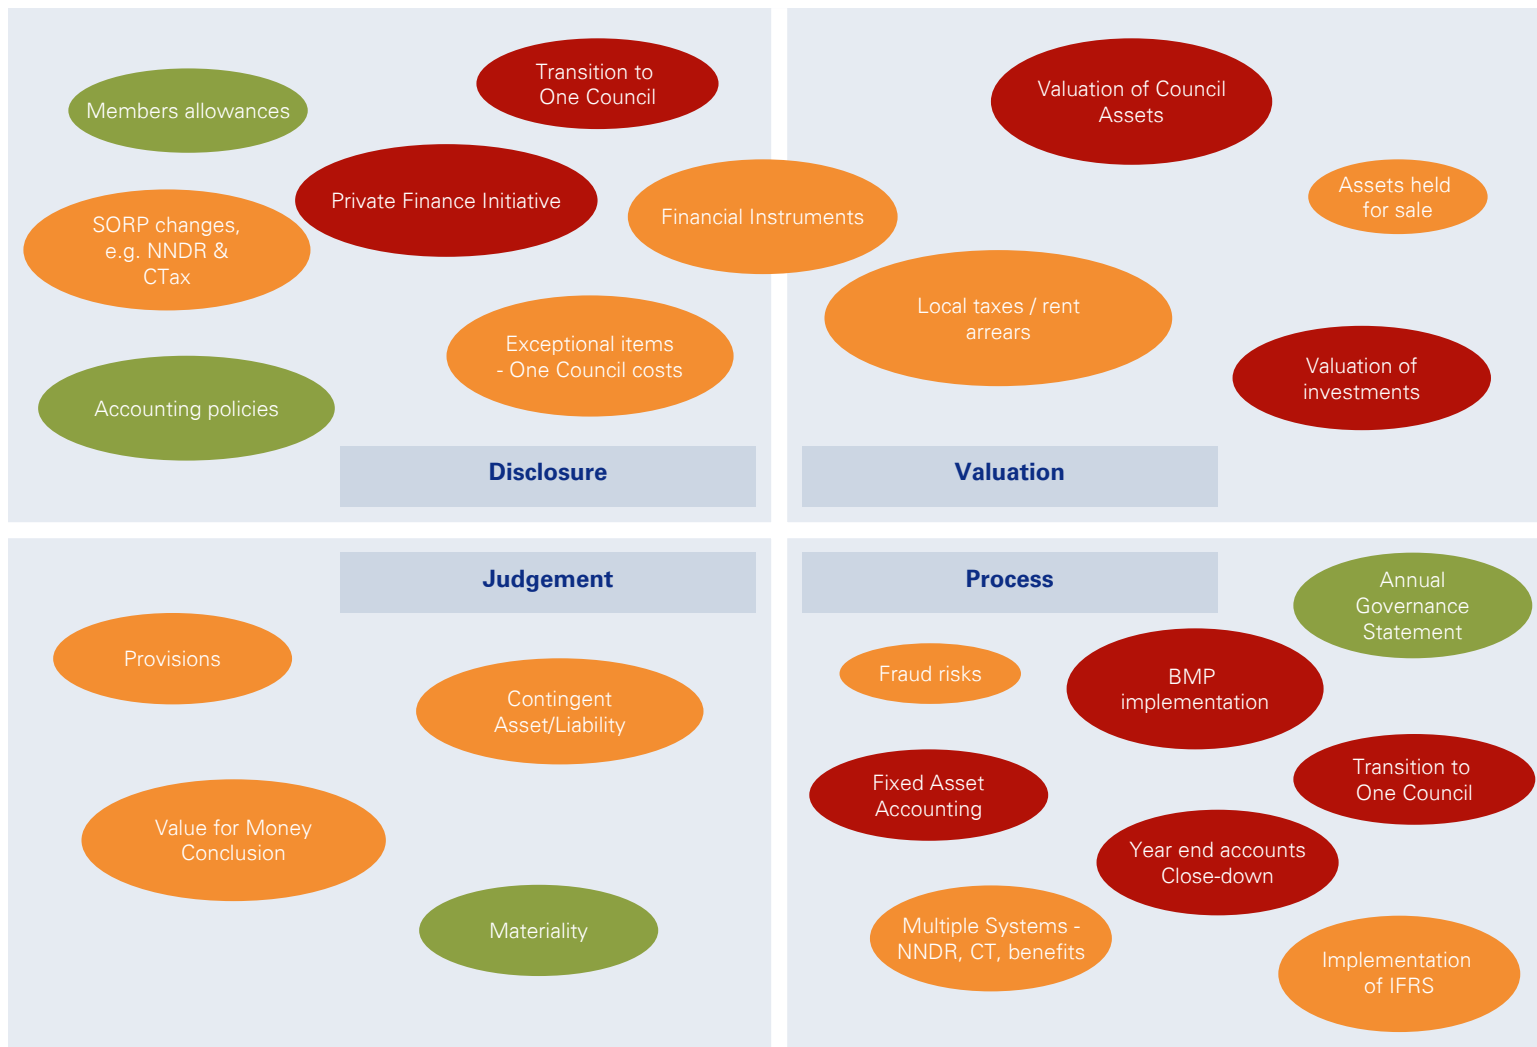 Members allowances
Transition to
One Council
Private Finance Initiative
SORP changes,
e.g. NNDR &
CTax
Financial Instruments
Exceptional items
- One Council costs
Accounting policies
Disclosure
Valuation of Council
Assets
Assets held
for sale
Local taxes / rent
arrears
Valuation of
investments
Valuation
Judgement
Provisions
Contingent
Asset/Liability
Value for Money
Conclusion
Materiality
Process
Annual
Governance
Statement
Fraud risks
BMP
implementation
Fixed Asset
Accounting
Transition to
One Council
Year end accounts
Close-down
Multiple Systems -
NNDR, CT, benefits
Implementation
of IFRS